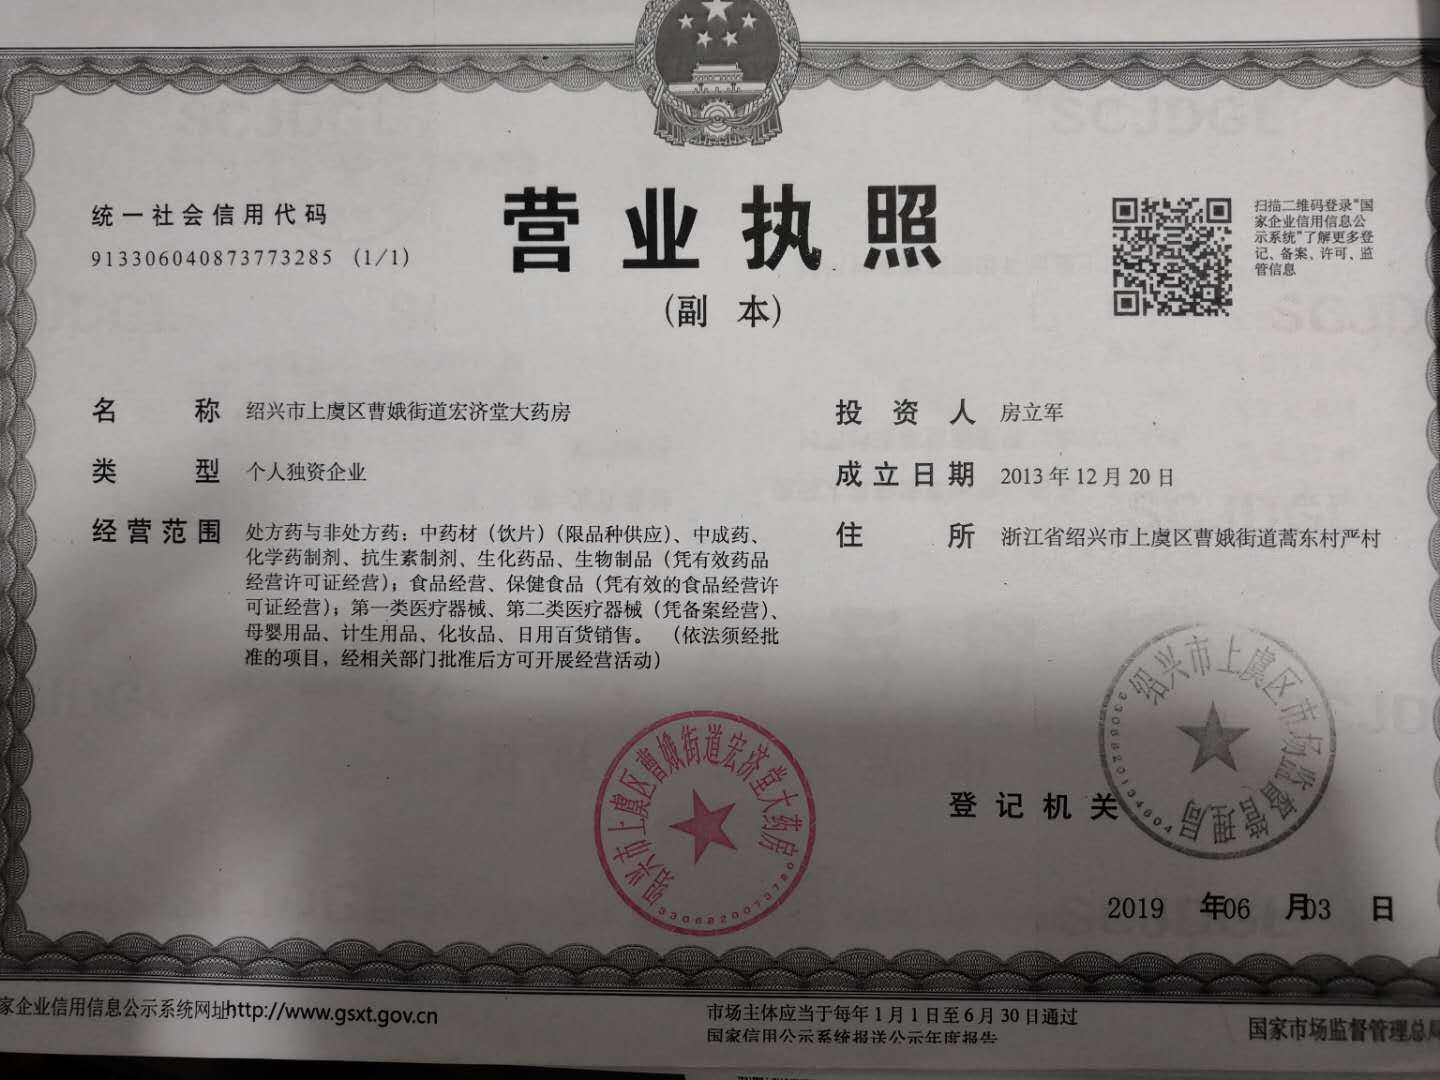 营业执照
(副 本)
统一社会信用代码
913306040873773285 (1/1)
扫描二维码登录“国
家企业信用信息公
示系统”了解更多登
记、备案、许可、监
管信息
名 称 绍兴市上虞区曹娥街道宏济堂大药房
类 型 个人独资企业
经营范围 处方药与非处方药：中药材（饮片）（限品种供应）、中成药、
化学药制剂、抗生素制剂、生化药品、生物制品（凭有效药品
经营许可证经营）；食品经营、保健食品（凭有效的食品经营许
可证经营）；第一类医疗器械、第二类医疗器械（凭备案经营）、
母婴用品、计生用品、化妆品、日用百货销售。（依法须经批
准的项目，经相关部门批准后方可开展经营活动）
投资人 房立军
成立日期 2013年12月20日
住 所 浙江省绍兴市上虞区曹娥街道蒿东村严村
绍兴市上虞区曹娥街道宏济堂大药房
3306820073780
绍兴市上虞区市场监督管理局
登记机关
2019 年06 月03 日
家企业信用信息公示系统网址http://www.gsxt.gov.cn
市场主体应当于每年1月1日至6月30日通过
国家信用公示系统报送公示年度报告
国家市场监督管理总局